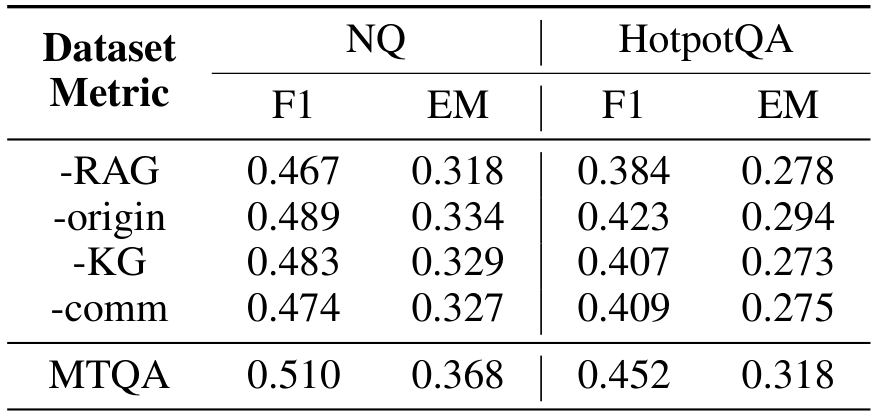 Dataset Metric NQ HotpotQA
F1 EM F1 EM
-RAG 0.467 0.318 0.384 0.278
-origin 0.489 0.334 0.423 0.294
-KG 0.483 0.329 0.407 0.273
-comm 0.474 0.327 0.409 0.275
MTQA 0.510 0.368 0.452 0.318